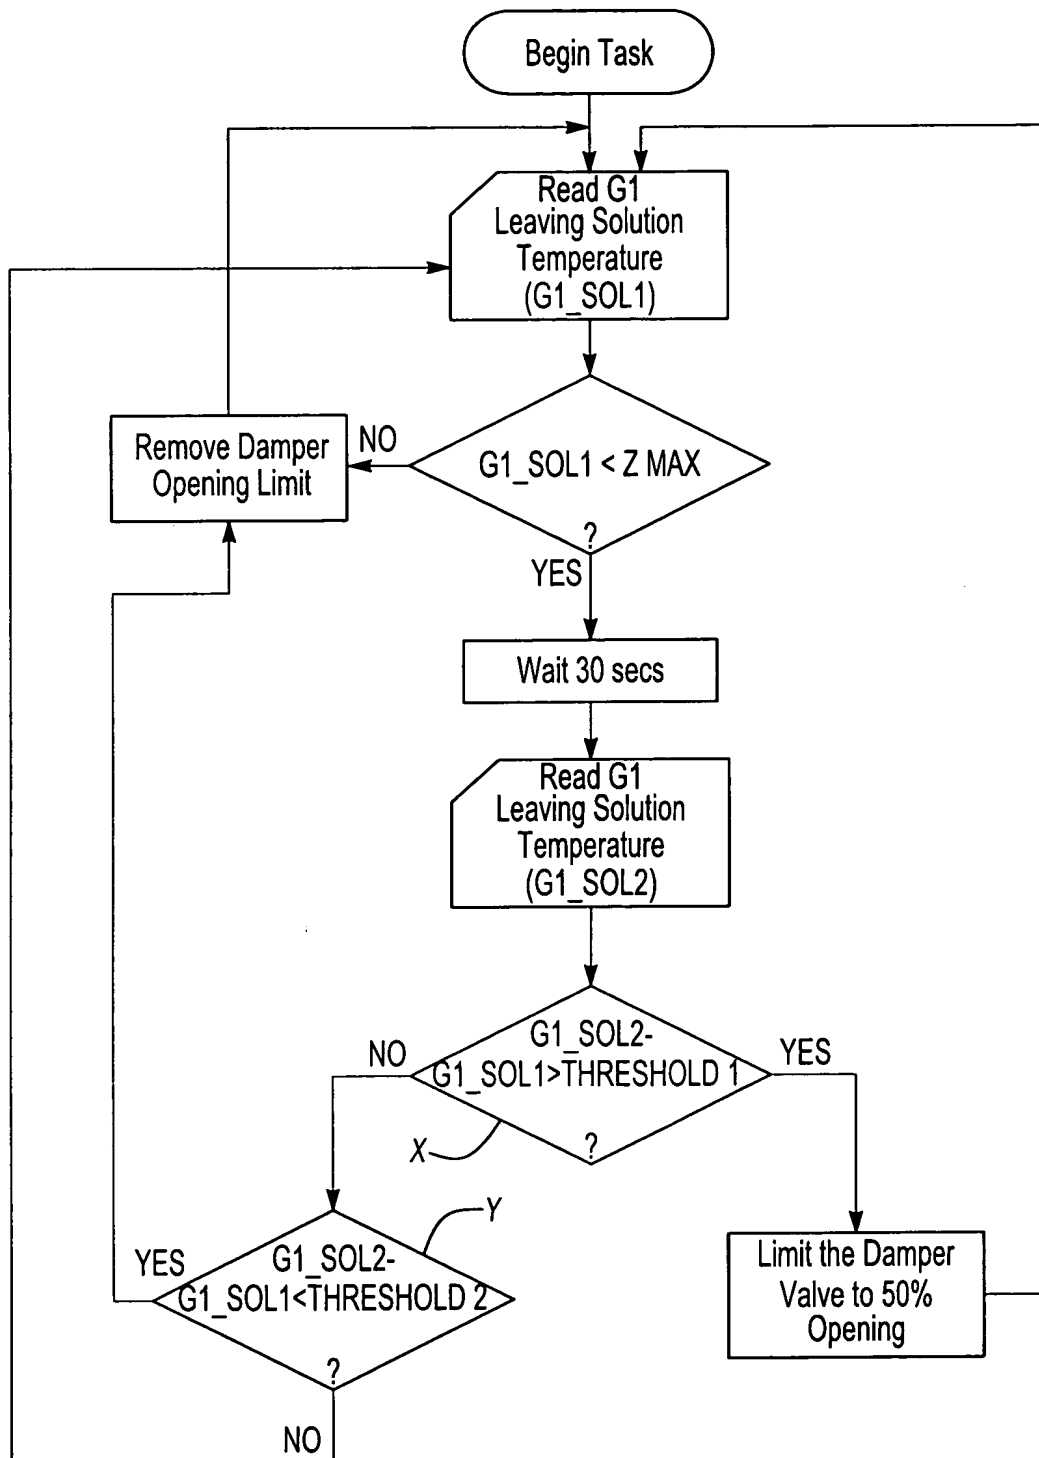 Begin Task
Read G1
Leaving Solution
Temperature
(G1_SOL1)
Remove Damper
Opening Limit
NO
G1_SOL1 < Z MAX
?
YES
Wait 30 secs
Read G1
Leaving Solution
Temperature
(G1_SOL2)
NO
G1_SOL2-
G1_SOL1>THRESHOLD 1
?
YES
X
Y
YES
G1_SOL2-
G1_SOL1<THRESHOLD 2
?
NO
Limit the Damper
Valve to 50%
Opening